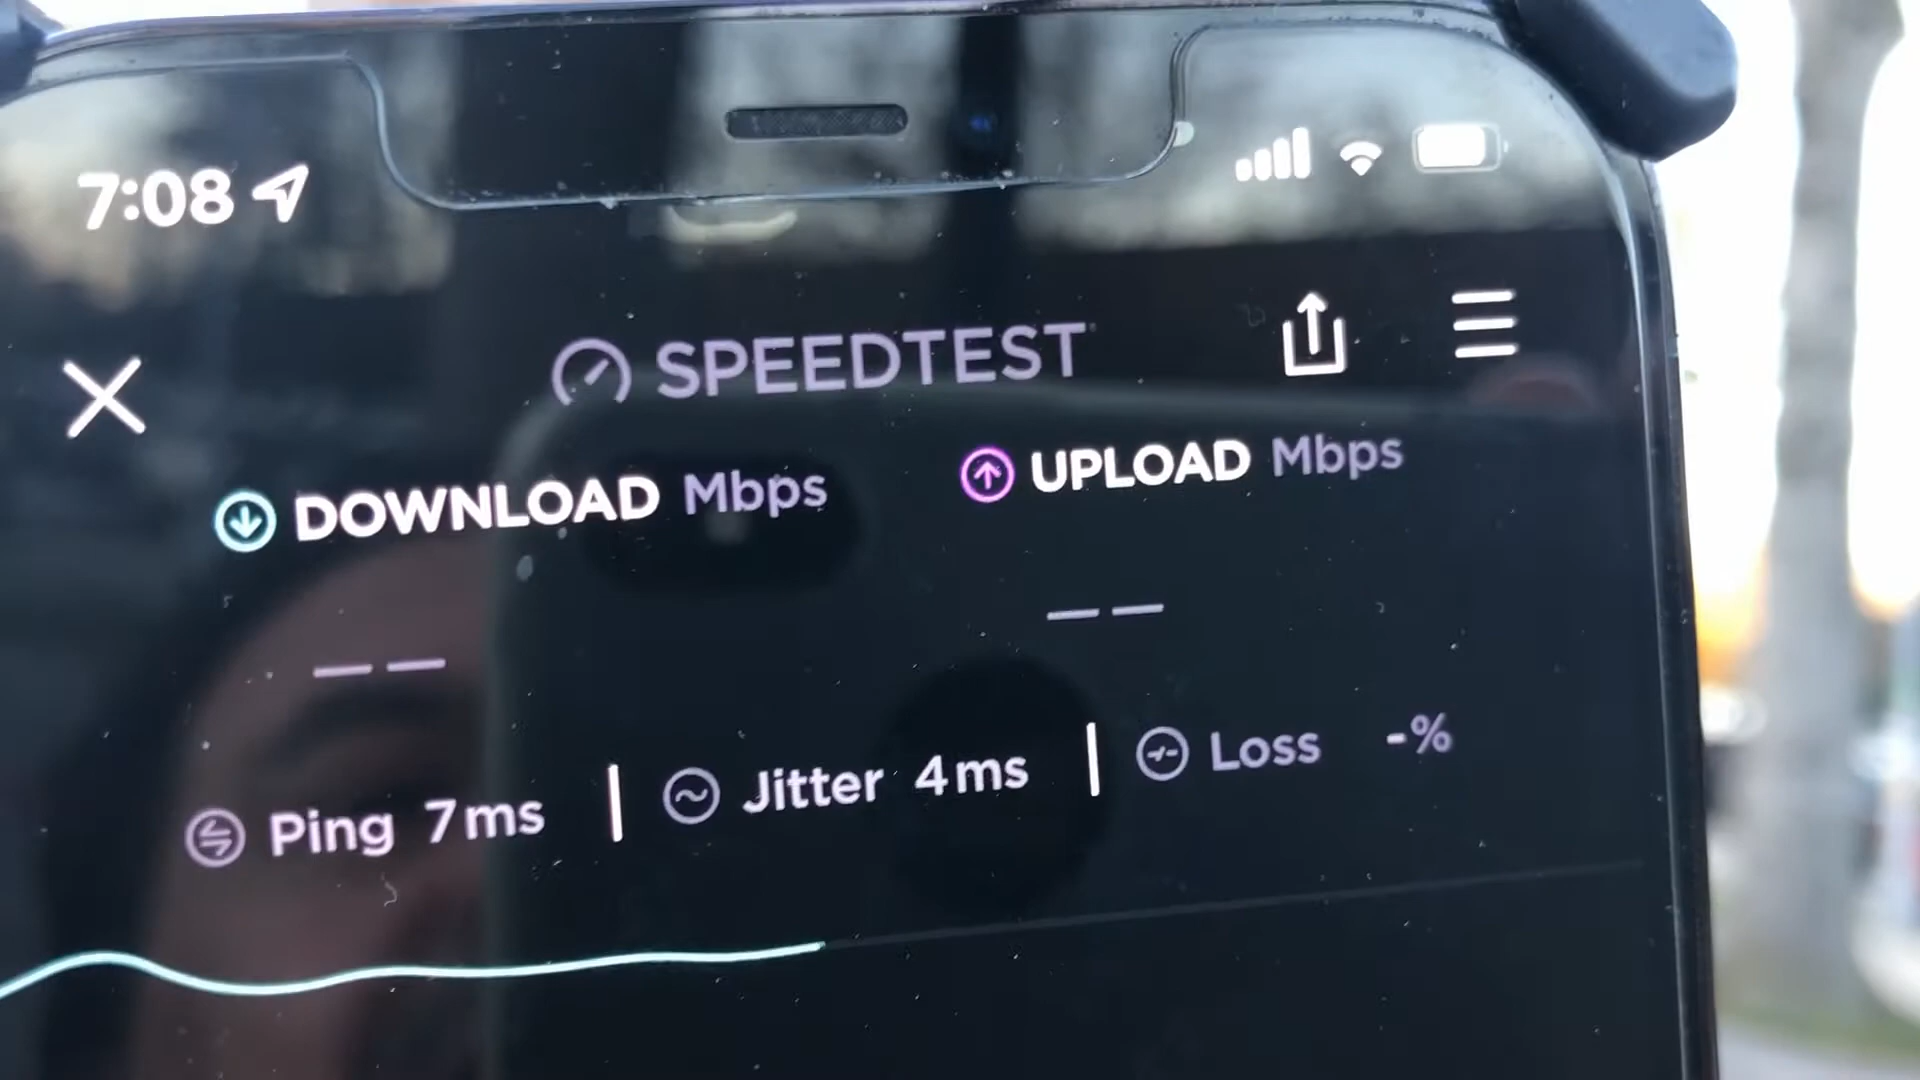 7:08
SPEEDTEST
DOWNLOAD Mbps
UPLOAD Mbps
— —
— —
Ping 7ms
Jitter 4ms
Loss -%